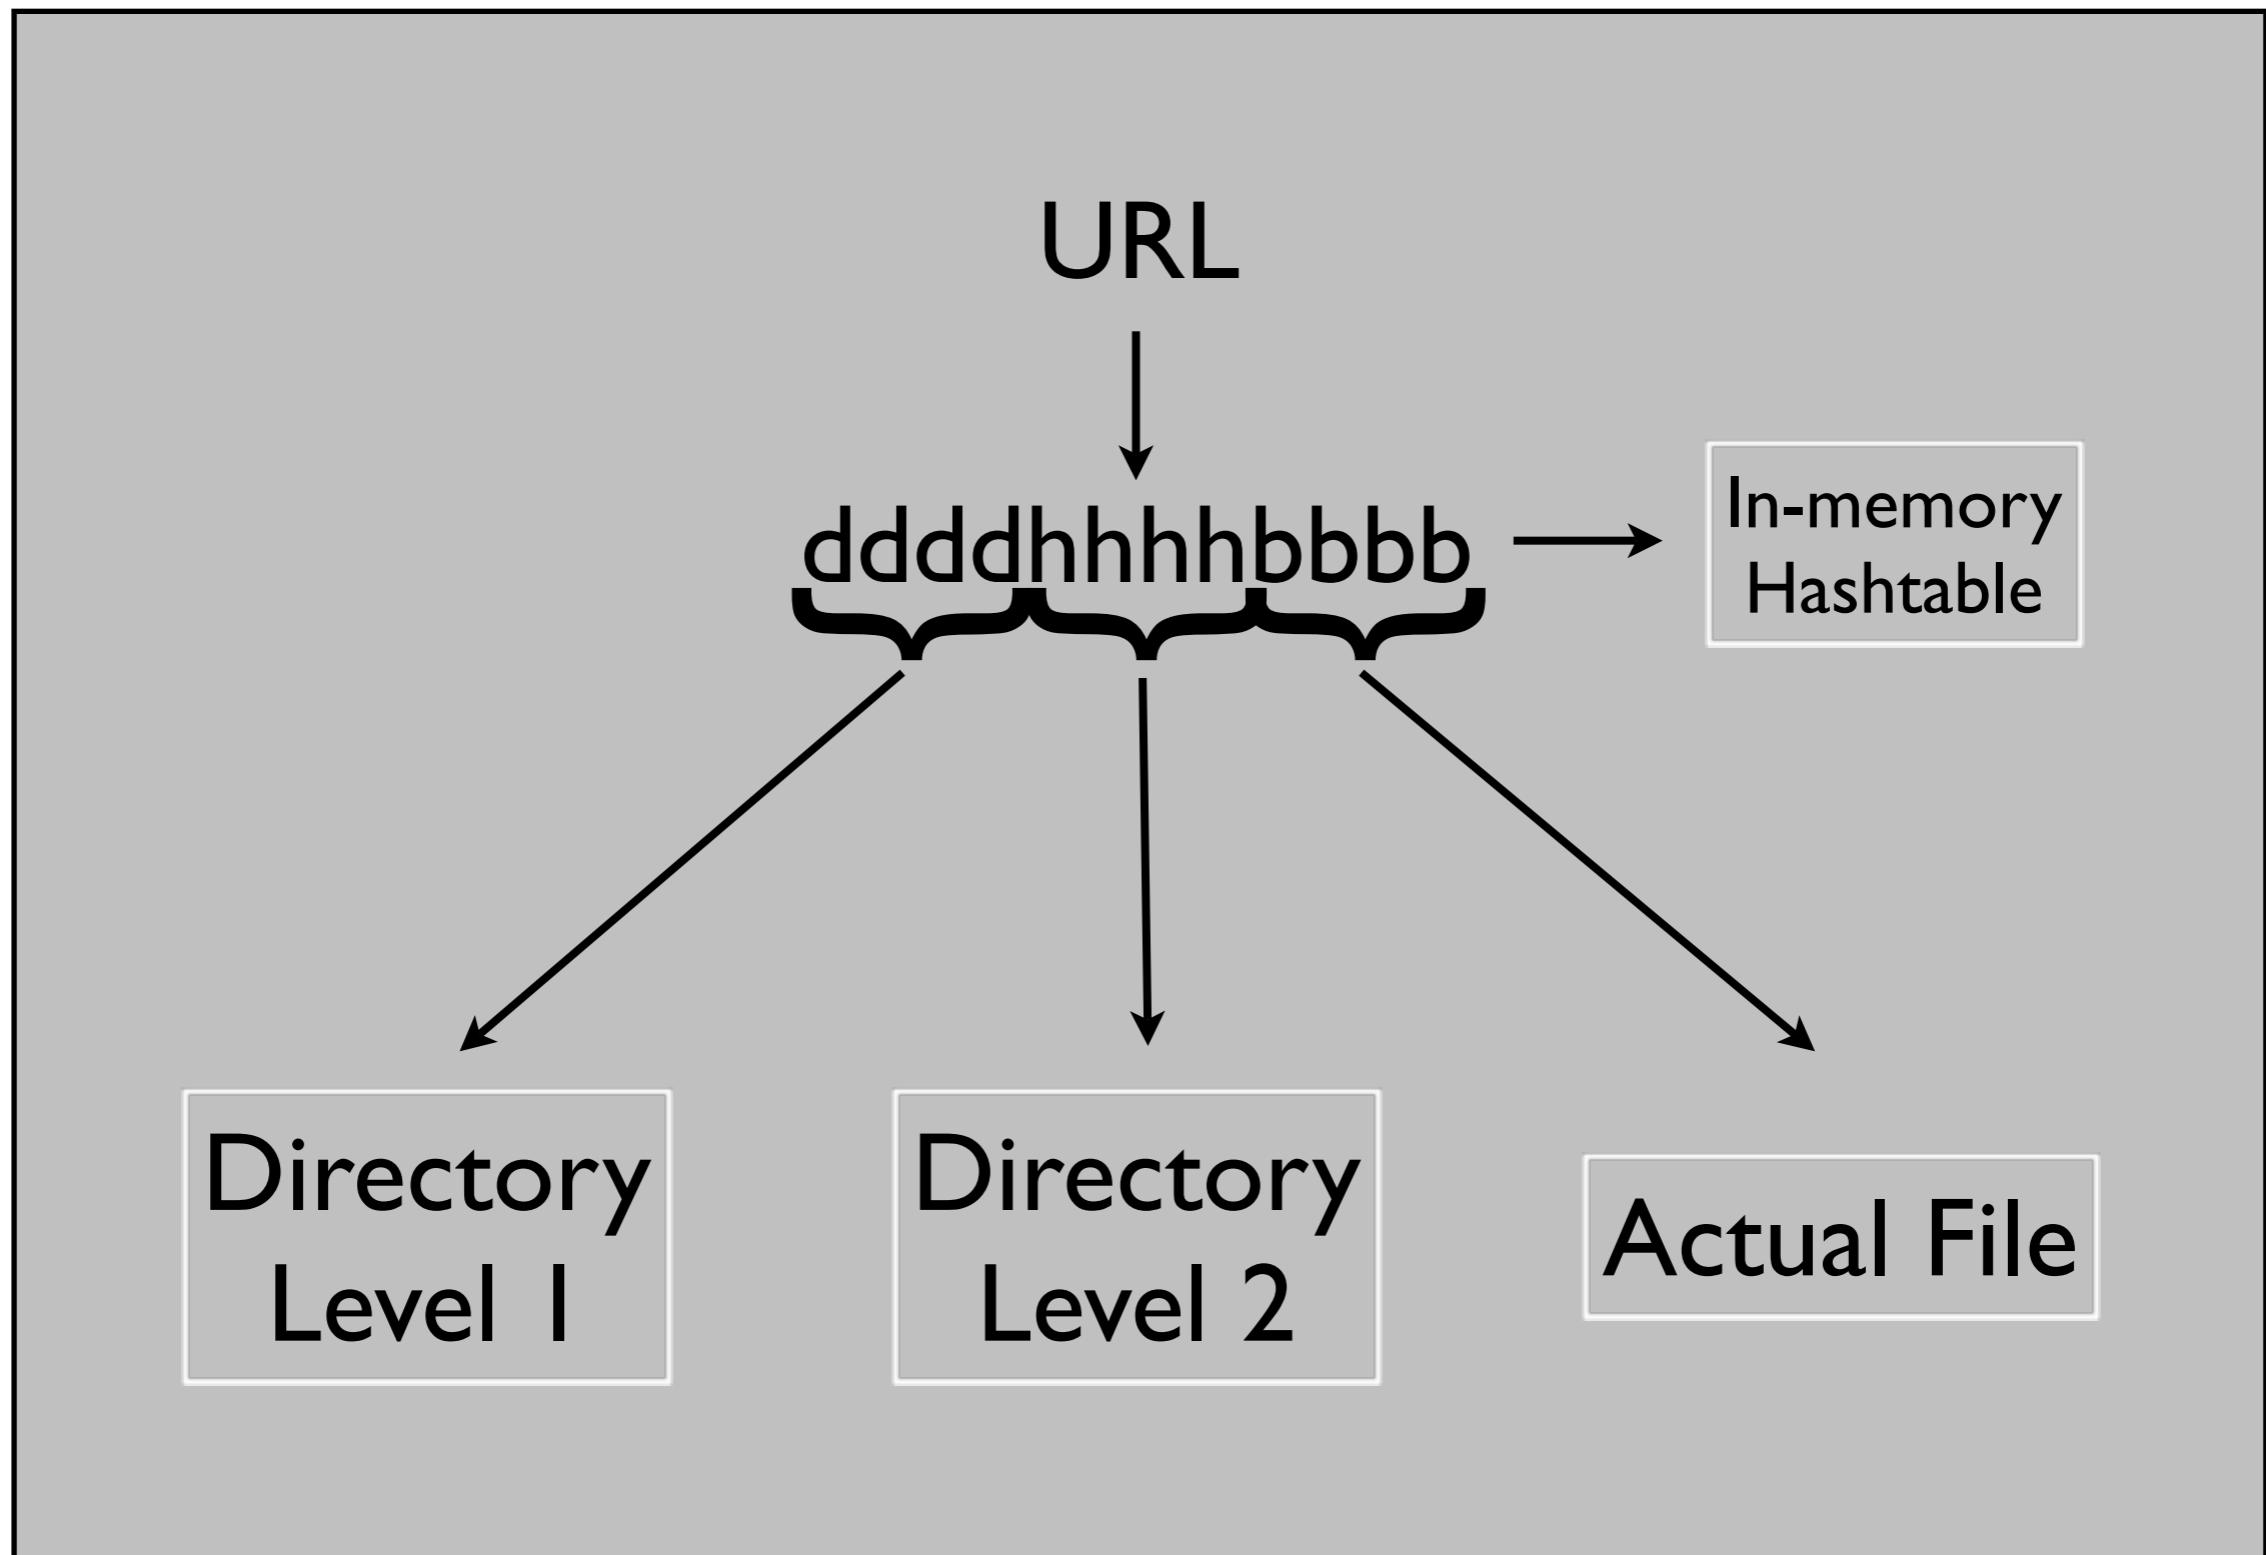 URL
ddddhhhhbbbb
In-memory
Hashtable
Directory
Level 1
Directory
Level 2
Actual File